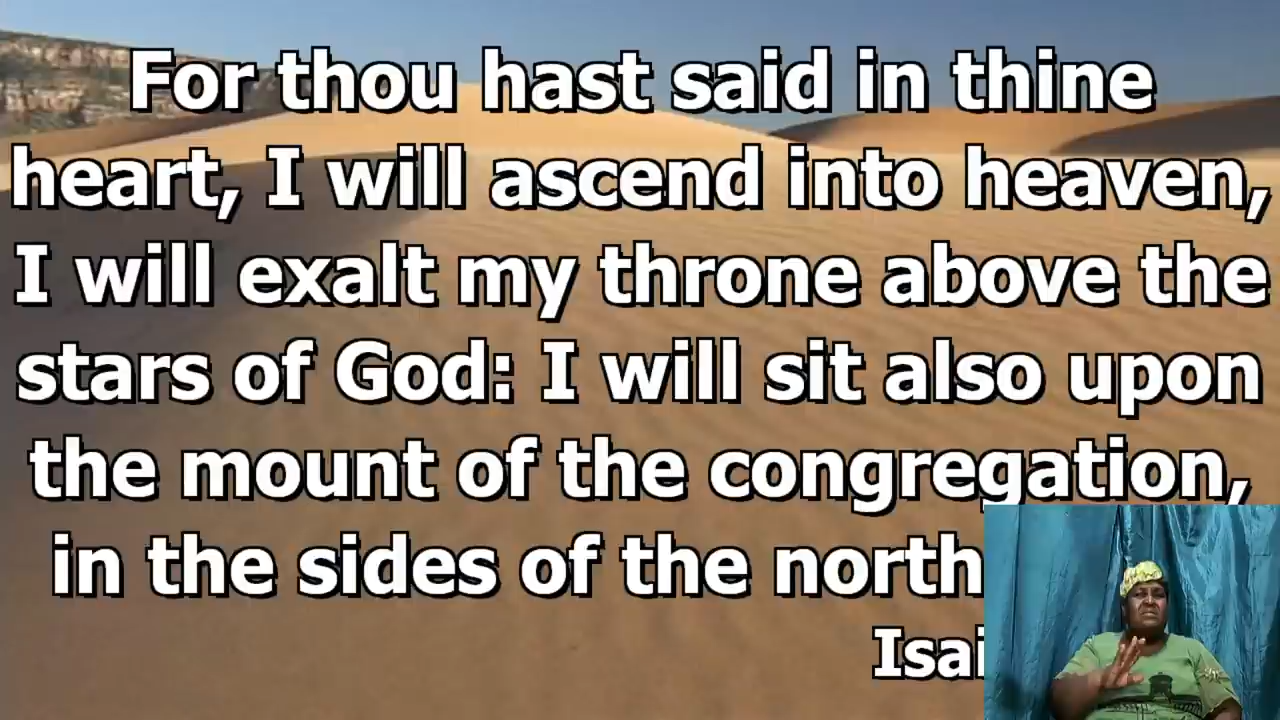 For thou hast said in thine
heart, I will ascend into heaven,
I will exalt my throne above the
stars of God: I will sit also upon
the mount of the congregation,
in the sides of the north
Isai